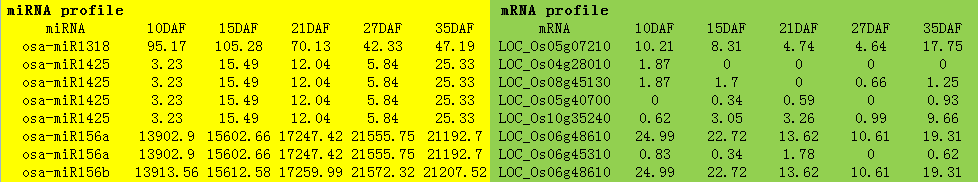 miRNA profile mRNA profile
miRNA 10DAF 15DAF 21DAF 27DAF 35DAF mRNA 10DAF 15DAF 21DAF 27DAF 35DAF
osa-miR1318 95.17 105.28 70.13 42.33 47.19 LOC_Os05g07210 10.21 8.31 4.74 4.64 17.75
osa-miR1425 3.23 15.49 12.04 5.84 25.33 LOC_Os04g28010 1.87 0 0 0 0
osa-miR1425 3.23 15.49 12.04 5.84 25.33 LOC_Os08g45130 1.87 1.7 0 0.66 1.25
osa-miR1425 3.23 15.49 12.04 5.84 25.33 LOC_Os05g40700 0 0.34 0.59 0 0.93
osa-miR1425 3.23 15.49 12.04 5.84 25.33 LOC_Os10g35240 0.62 3.05 3.26 0.99 9.66
osa-miR156a 13902.9 15602.66 17247.42 21555.75 21192.7 LOC_Os06g48610 24.99 22.72 13.62 10.61 19.31
osa-miR156a 13902.9 15602.66 17247.42 21555.75 21192.7 LOC_Os06g45310 0.83 0.34 1.78 0 0.62
osa-miR156b 13913.56 15612.58 17259.99 21572.32 21207.52 LOC_Os06g48610 24.99 22.72 13.62 10.61 19.31